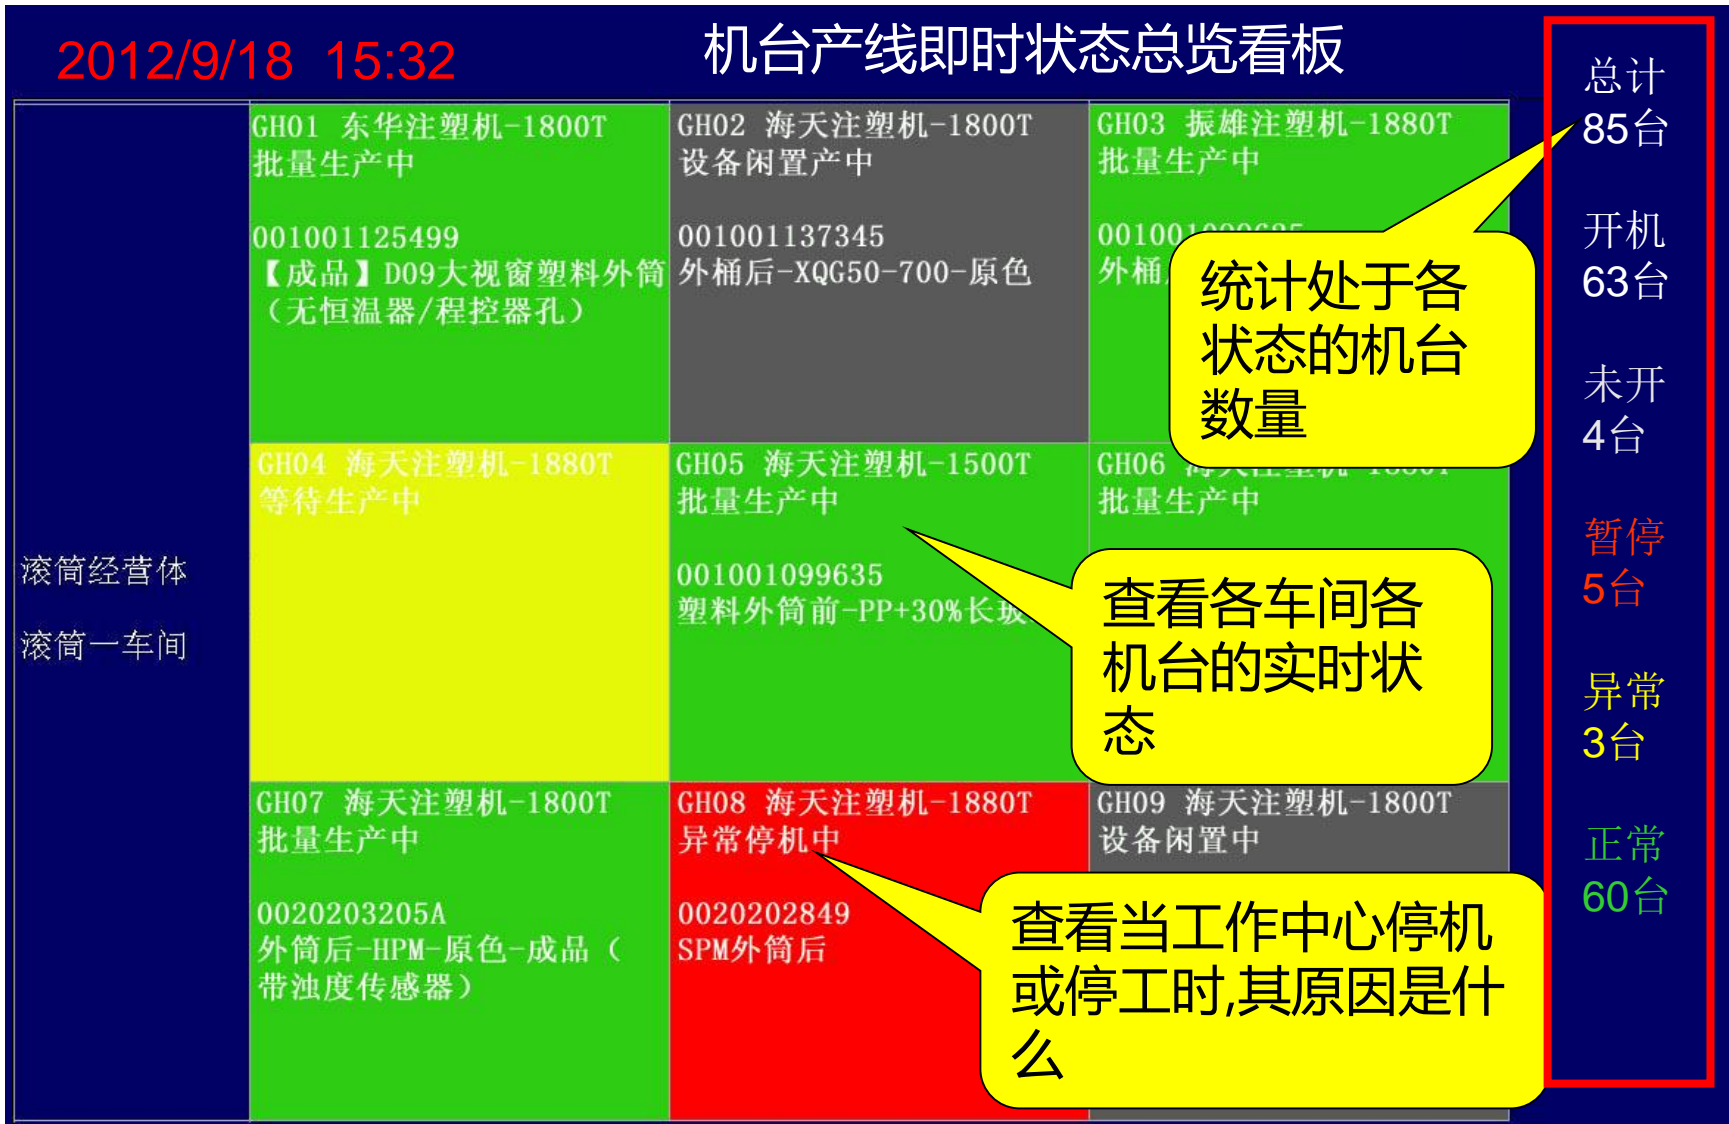 2012/9/18 15:32
机台产线即时状态总览看板
GH01 东华注塑机-1800T
批量生产中
001001125499
【成品】D09大视窗塑料外筒
（无恒温器/程控器孔）
GH02 海天注塑机-1800T
设备闲置产中
001001137345
外桶后-XQG50-700-原色
GH03 振雄注塑机-1880T
批量生产中
外桶
统计处于各
状态的机台
数量
滚筒经营体
滚筒一车间
GH04 海天注塑机-1880T
等待生产中
GH05 海天注塑机-1500T
批量生产中
001001099635
塑料外筒前-PP+30%长玻
GH06
批量生产中
查看各车间各
机台的实时状
态
GH07 海天注塑机-1800T
批量生产中
0020203205A
外筒后-HPM-原色-成品（
带浊度传感器）
GH08 海天注塑机-1880T
异常停机中
0020202849
SPM外筒后
GH09 海天注塑机-1800T
设备闲置中
查看当工作中心停机
或停工时,其原因是什
么
总计
85台
开机
63台
未开
4台
暂停
5台
异常
3台
正常
60台